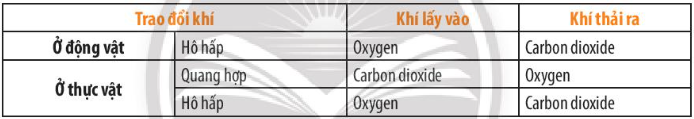 Trao đổi khí Khí lấy vào Khí thải ra
Ở động vật Hô hấp Oxygen Carbon dioxide
Ở thực vật Quang hợp Carbon dioxide Oxygen
Hô hấp Oxygen Carbon dioxide